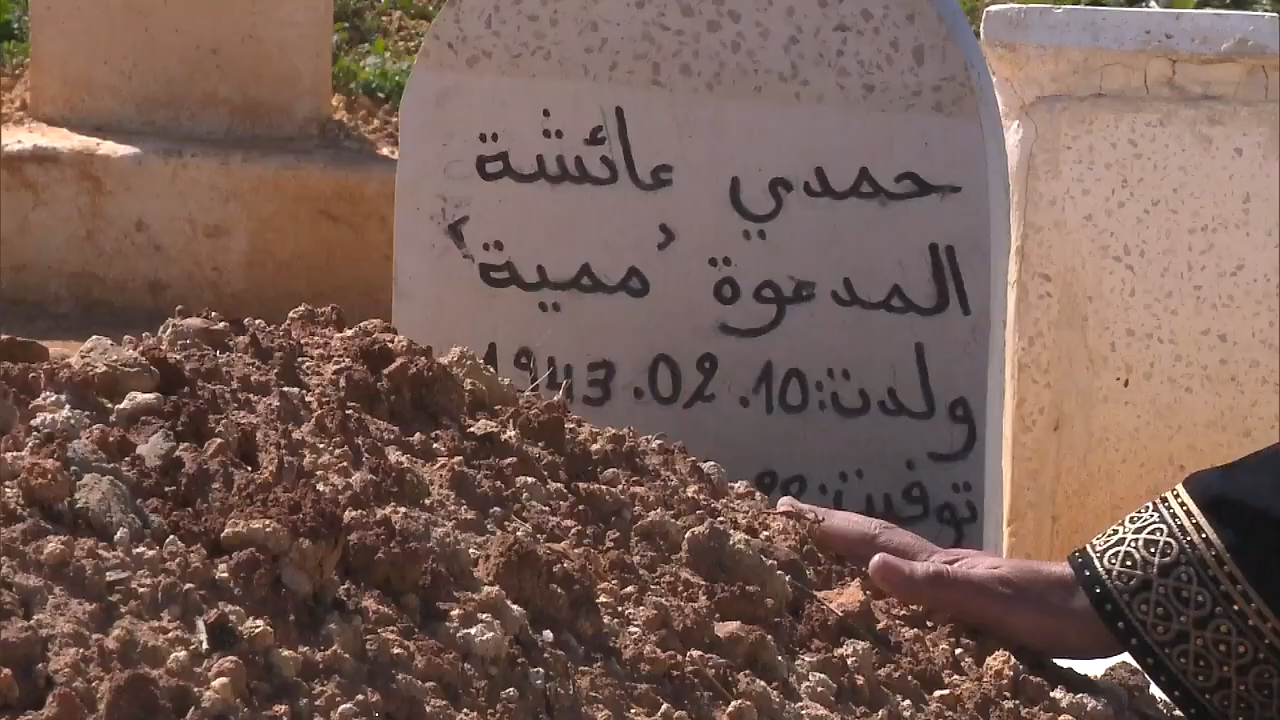 حمدي عائشة
المدعوة "ممية"
ولدت:10.02.1943
توفيت: